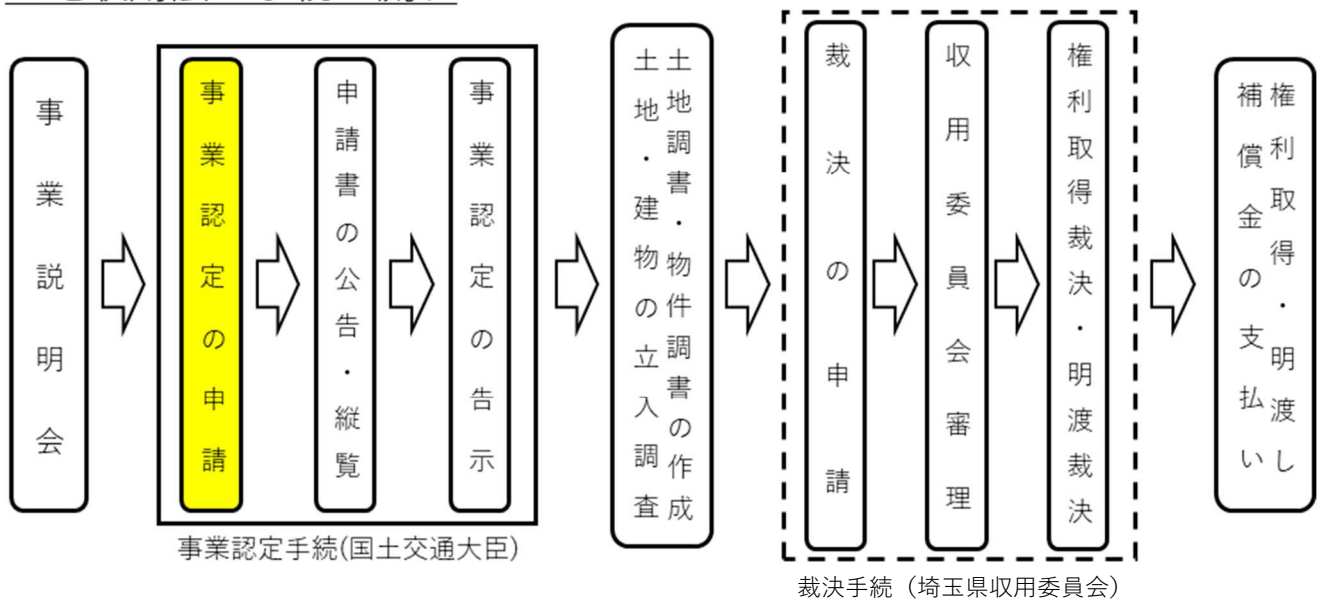 事業説明会
事業認定の申請
申請書の公告・縦覧
事業認定の告示
事業認定手続(国土交通大臣)
土地調書・物件調書の作成
土地・建物の立入調査
裁決の申請
収用委員会審理
権利取得裁決・明渡裁決
裁決手続（埼玉県収用委員会）
権利取得・明渡し
補償金の支払い